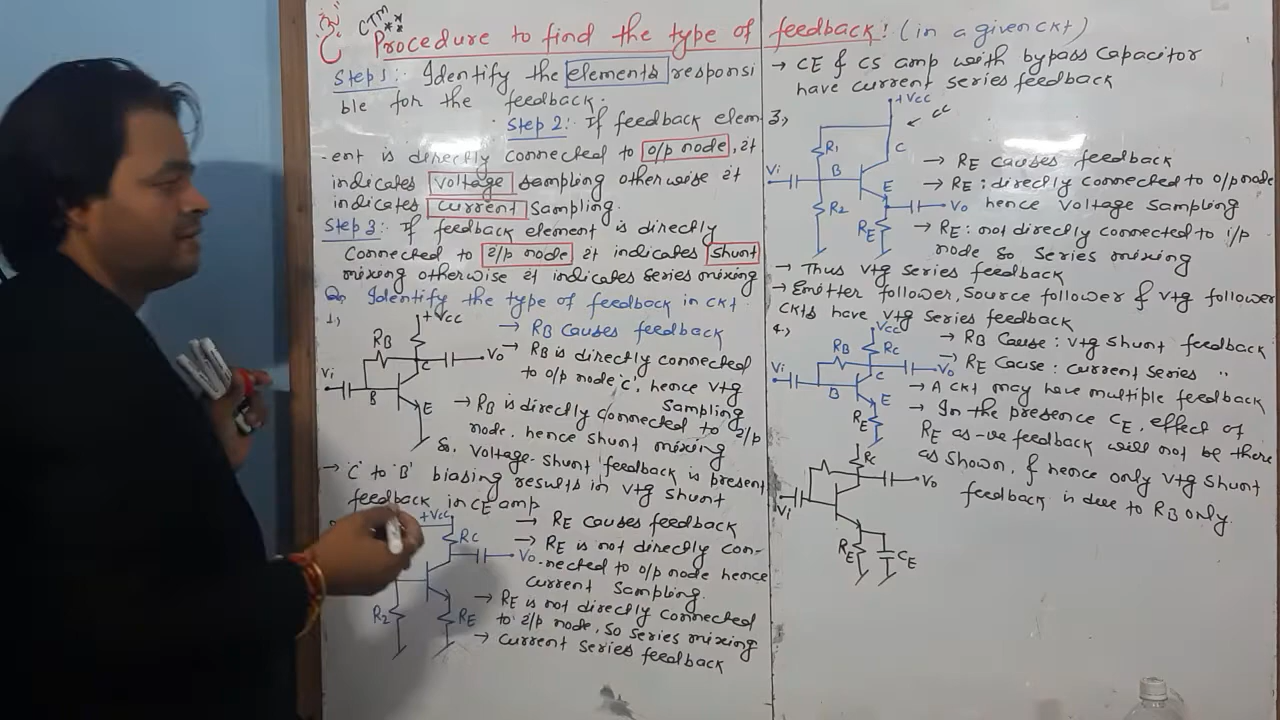 CTM **
Procedure to find the type of feedback! (in a given ckt)
Step 1: Identify the elements responsi
ble for the feedback.
Step 2: If feedback elem
-ent is directly connected to o/p node, it
indicates voltage sampling otherwise it
indicates current sampling.
Step 3: If feedback element is directly
connected to i/p node it indicates shunt
mixing otherwise it indicates series mixing
Q. Identify the type of feedback in ckt.
1)
+Vcc
RB
C
Vo
Vi
B
E
→ RB causes feedback
→ RB is directly connected
to o/p node 'c', hence vtg
sampling
→ RB is directly connected to i/p
node, hence shunt mixing
So, Voltage-shunt feedback is present
→ 'C' to 'B' biasing results in vtg shunt
feedback in CE amp
+Vcc
RC
Vo
R2
RE
→ RE causes feedback
→ RE is not directly con-
-nected to o/p node hence
current sampling.
→ RE is not directly connected
to i/p node, so series mixing
→ current series feedback
→ CE & CS amp with bypass capacitor
have current series feedback
3)
+Vcc
CC
R1
C
Vi
B
E
R2
Vo
RE
→ RE causes feedback
→ RE: directly connected to o/p node
hence voltage sampling
→ RE: not directly connected to i/p
node so series mixing
→ Thus vtg series feedback
→ Emitter follower, Source follower & vtg follower
ckts have vtg series feedback
4)
Vcc
RB
RC
C
Vo
Vi
B
E
RE
→ RB cause: vtg shunt feedback
→ RE cause: current series "
→ A ckt may have multiple feedback
→ In the presence CE, effect of
RE as -ve feedback will not be there
as shown, & hence only vtg shunt
feedback is due to RB only.
RC
Vo
Vi
RE
CE